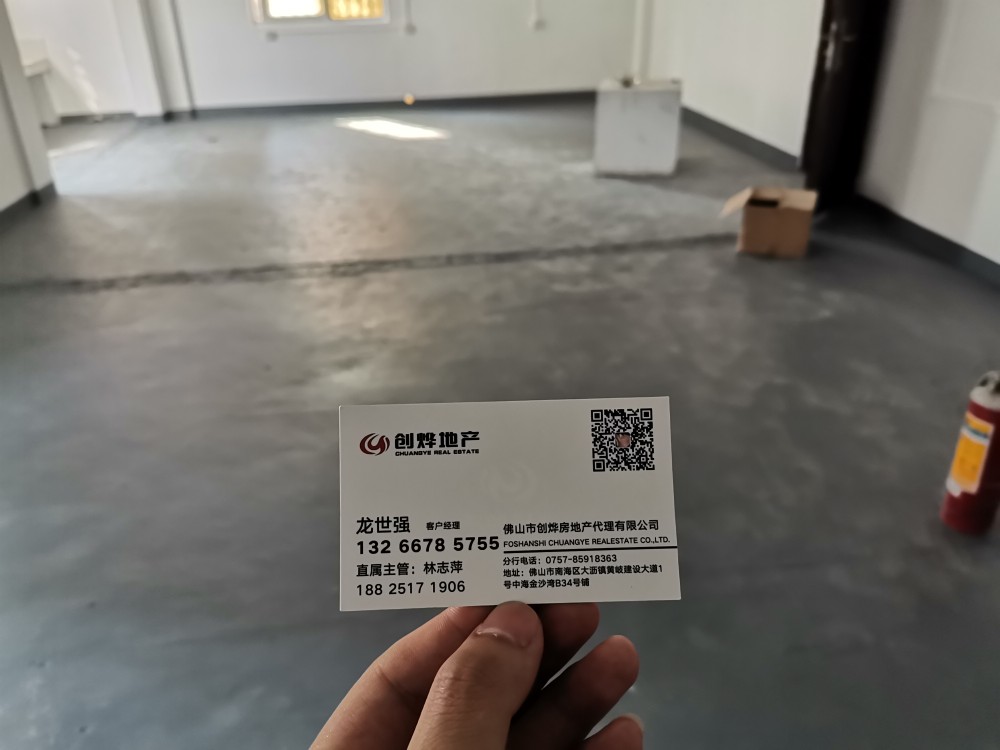 创烨地产
CHUANGYE REAL ESTATE
龙世强 客户经理
132 6678 5755
直属主管：林志萍
188 2517 1906
佛山市创烨房地产代理有限公司
FOSHANSHI CHUANGYE REALESTATE CO.,LTD.
分行电话：0757-85918363
地址：佛山市南海区大沥镇黄岐建设大道1
号中海金沙湾B34号铺